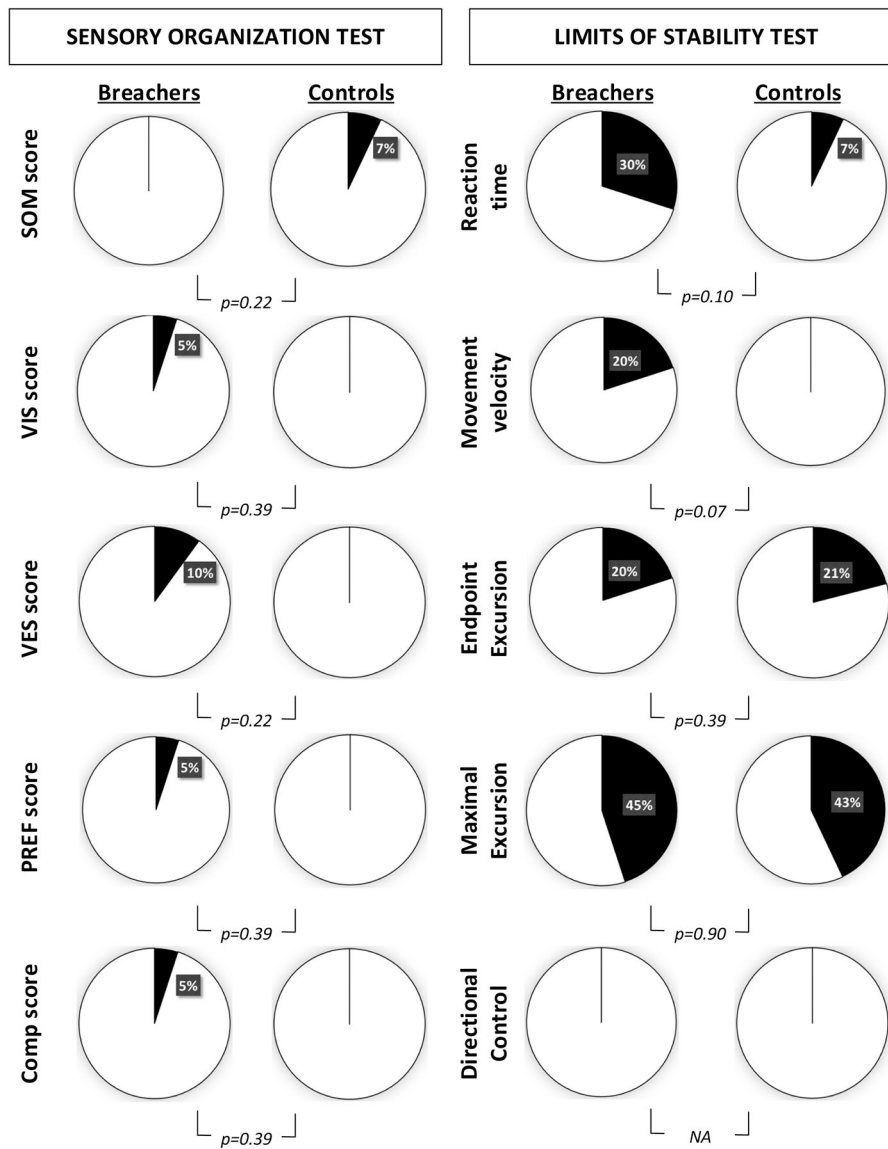 SENSORY ORGANIZATION TEST
Breachers
Controls
SOM score
7%
p=0.22
VIS score
5%
p=0.39
VES score
10%
p=0.22
PREF score
5%
p=0.39
Comp score
5%
p=0.39
LIMITS OF STABILITY TEST
Breachers
Controls
Reaction
time
30%
7%
p=0.10
Movement
velocity
20%
p=0.07
Endpoint
Excursion
20%
21%
p=0.39
Maximal
Excursion
45%
43%
p=0.90
Directional
Control
NA